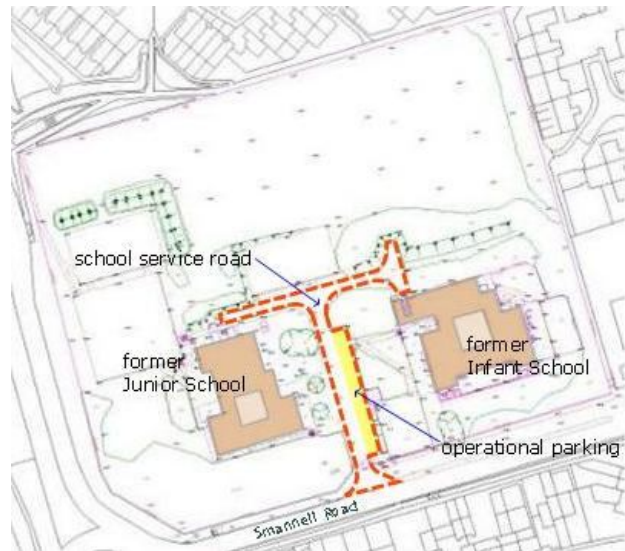 school service road
former
Junior School
former
Infant School
operational parking
Smannell Road